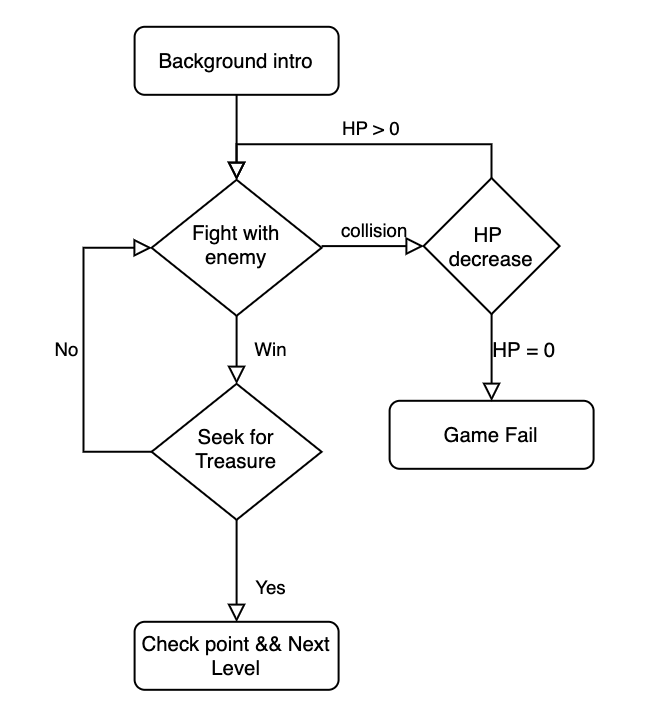 Background intro
HP > 0
Fight with
enemy
collision
HP
decrease
No
Win
HP = 0
Seek for
Treasure
Game Fail
Yes
Check point && Next
Level